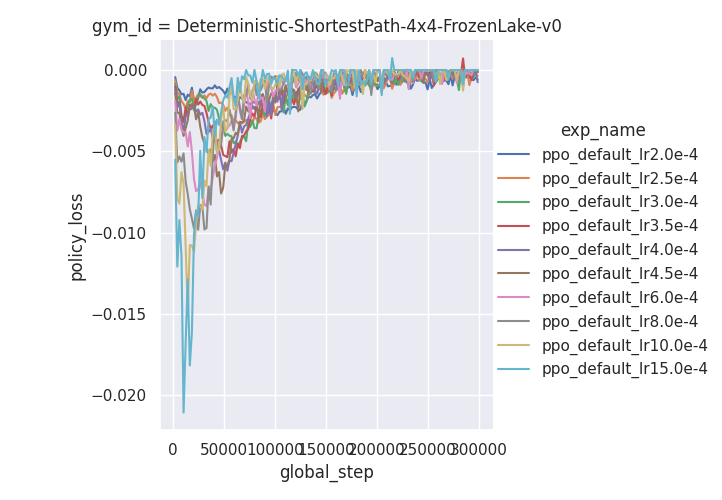 gym_id = Deterministic-ShortestPath-4x4-FrozenLake-v0
policy_loss
0.000
−0.005
−0.010
−0.015
−0.020
0 50000 100000 150000 200000 250000 300000
global_step
exp_name
ppo_default_lr2.0e-4
ppo_default_lr2.5e-4
ppo_default_lr3.0e-4
ppo_default_lr3.5e-4
ppo_default_lr4.0e-4
ppo_default_lr4.5e-4
ppo_default_lr6.0e-4
ppo_default_lr8.0e-4
ppo_default_lr10.0e-4
ppo_default_lr15.0e-4